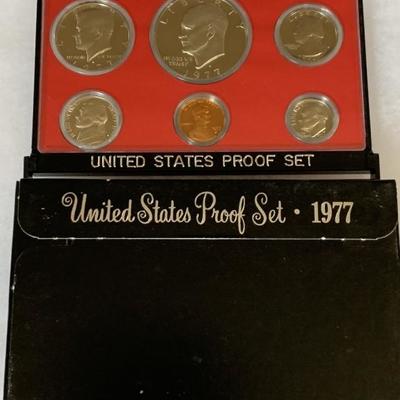 LIBERTY
1977
UNITED STATES PROOF SET
United States Proof Set · 1977